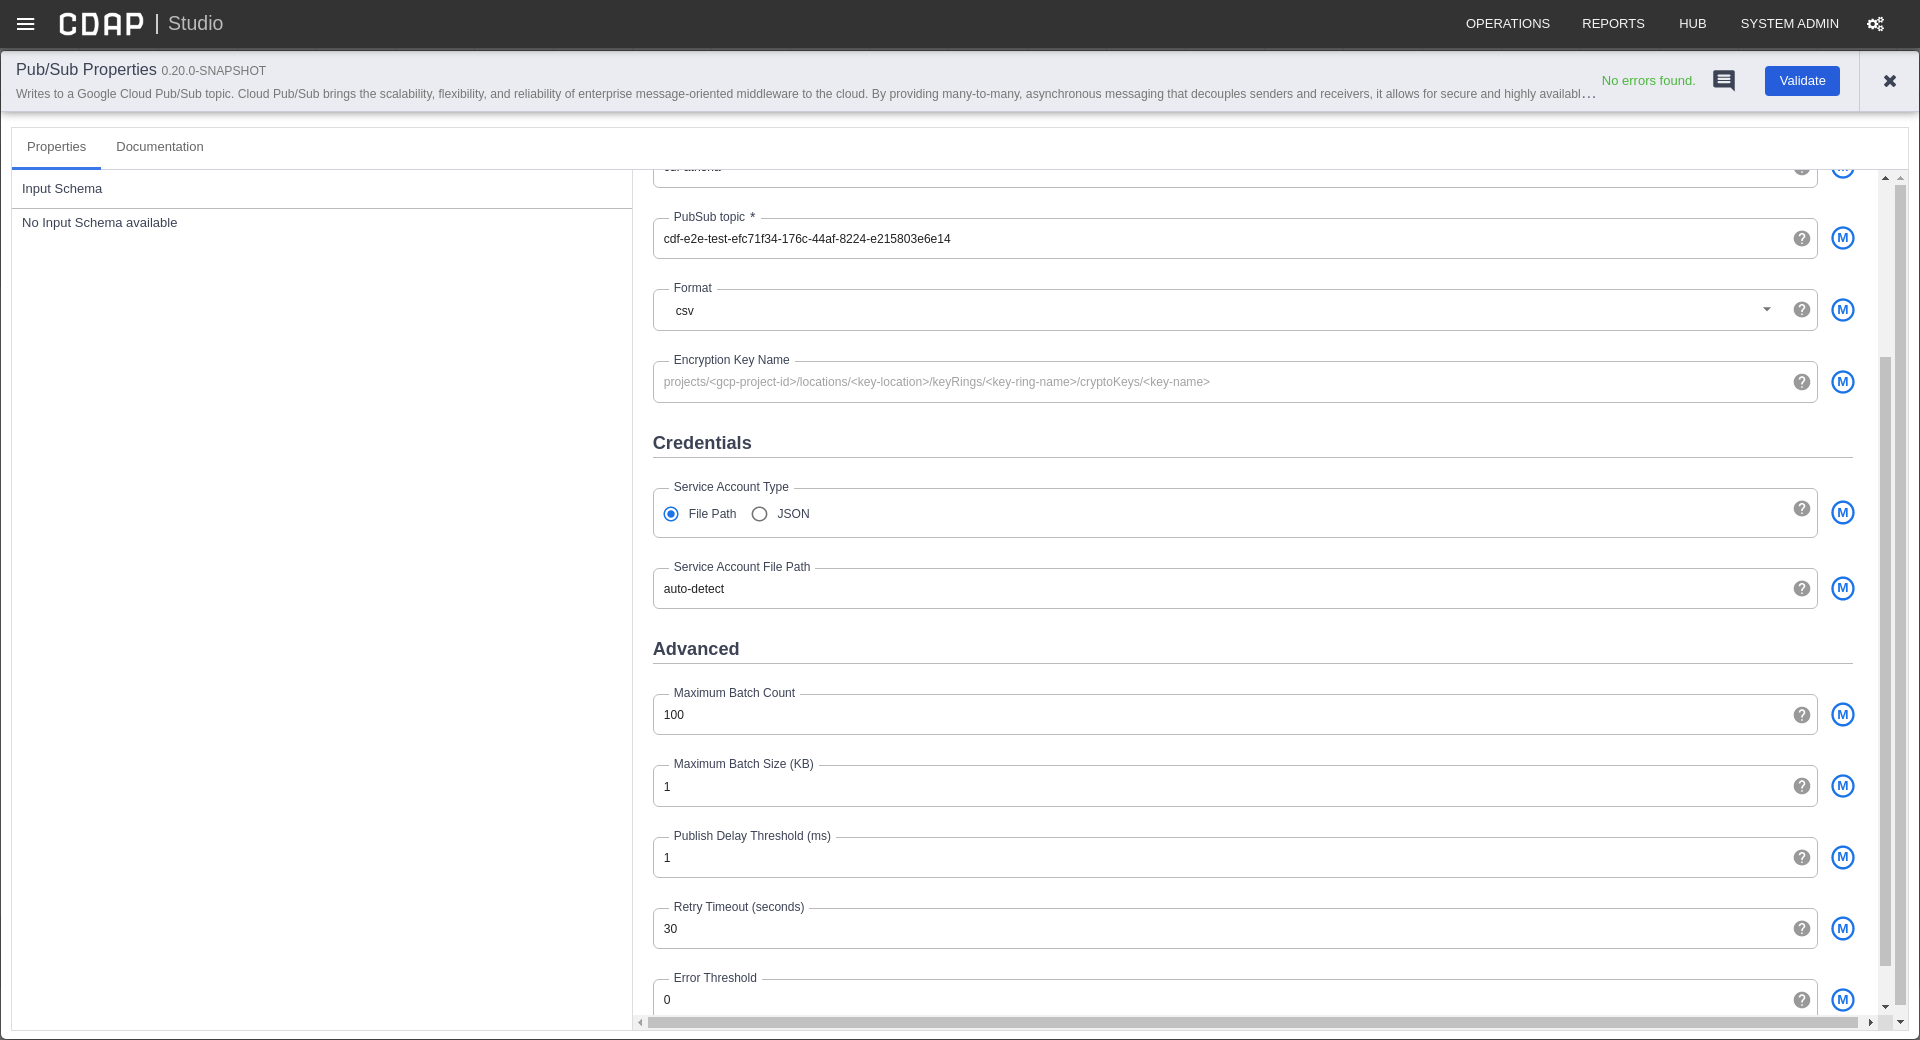 CDAP | Studio
OPERATIONS REPORTS HUB SYSTEM ADMIN
Pub/Sub Properties 0.20.0-SNAPSHOT
Writes to a Google Cloud Pub/Sub topic. Cloud Pub/Sub brings the scalability, flexibility, and reliability of enterprise message-oriented middleware to the cloud. By providing many-to-many, asynchronous messaging that decouples senders and receivers, it allows for secure and highly availabl...
No errors found.
Validate
Properties Documentation
Input Schema
No Input Schema available
PubSub topic *
cdf-e2e-test-efc71f34-176c-44af-8224-e215803e6e14
M
Format
csv
M
Encryption Key Name
projects/<gcp-project-id>/locations/<key-location>/keyRings/<key-ring-name>/cryptoKeys/<key-name>
M
Credentials
Service Account Type
File Path JSON
M
Service Account File Path
auto-detect
M
Advanced
Maximum Batch Count
100
M
Maximum Batch Size (KB)
1
M
Publish Delay Threshold (ms)
1
M
Retry Timeout (seconds)
30
M
Error Threshold
0
M